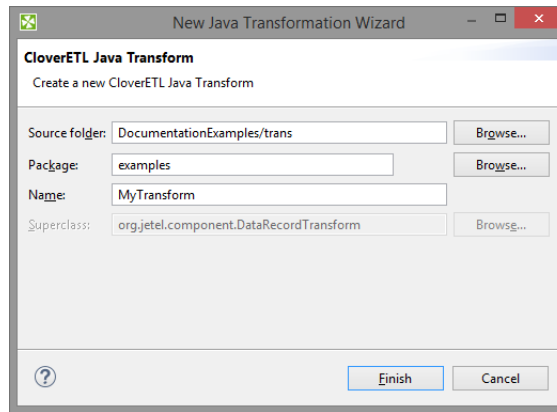 New Java Transformation Wizard
CloverETL Java Transform
Create a new CloverETL Java Transform
Source folder: DocumentationExamples/trans Browse...
Package: examples Browse...
Name: MyTransform
Superclass: org.jetel.component.DataRecordTransform Browse...
? Finish Cancel